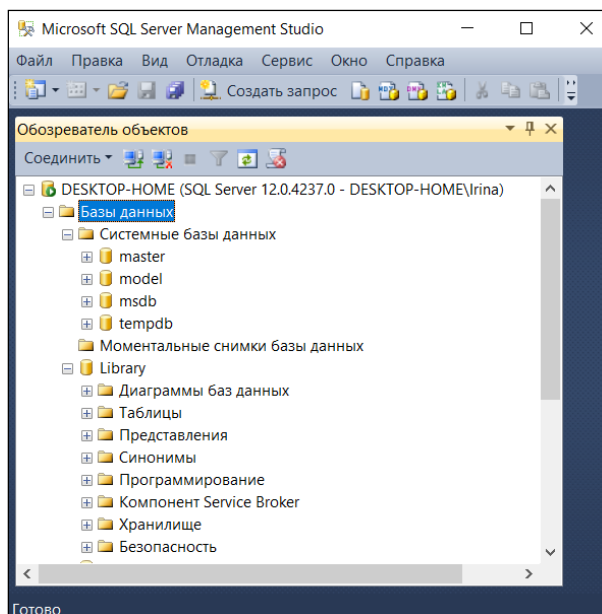 Microsoft SQL Server Management Studio
Файл Правка Вид Отладка Сервис Окно Справка
Создать запрос
Обозреватель объектов
Соединить
DESKTOP-HOME (SQL Server 12.0.4237.0 - DESKTOP-HOME\Irina)
Базы данных
Системные базы данных
master
model
msdb
tempdb
Моментальные снимки базы данных
Library
Диаграммы баз данных
Таблицы
Представления
Синонимы
Программирование
Компонент Service Broker
Хранилище
Безопасность
Готово